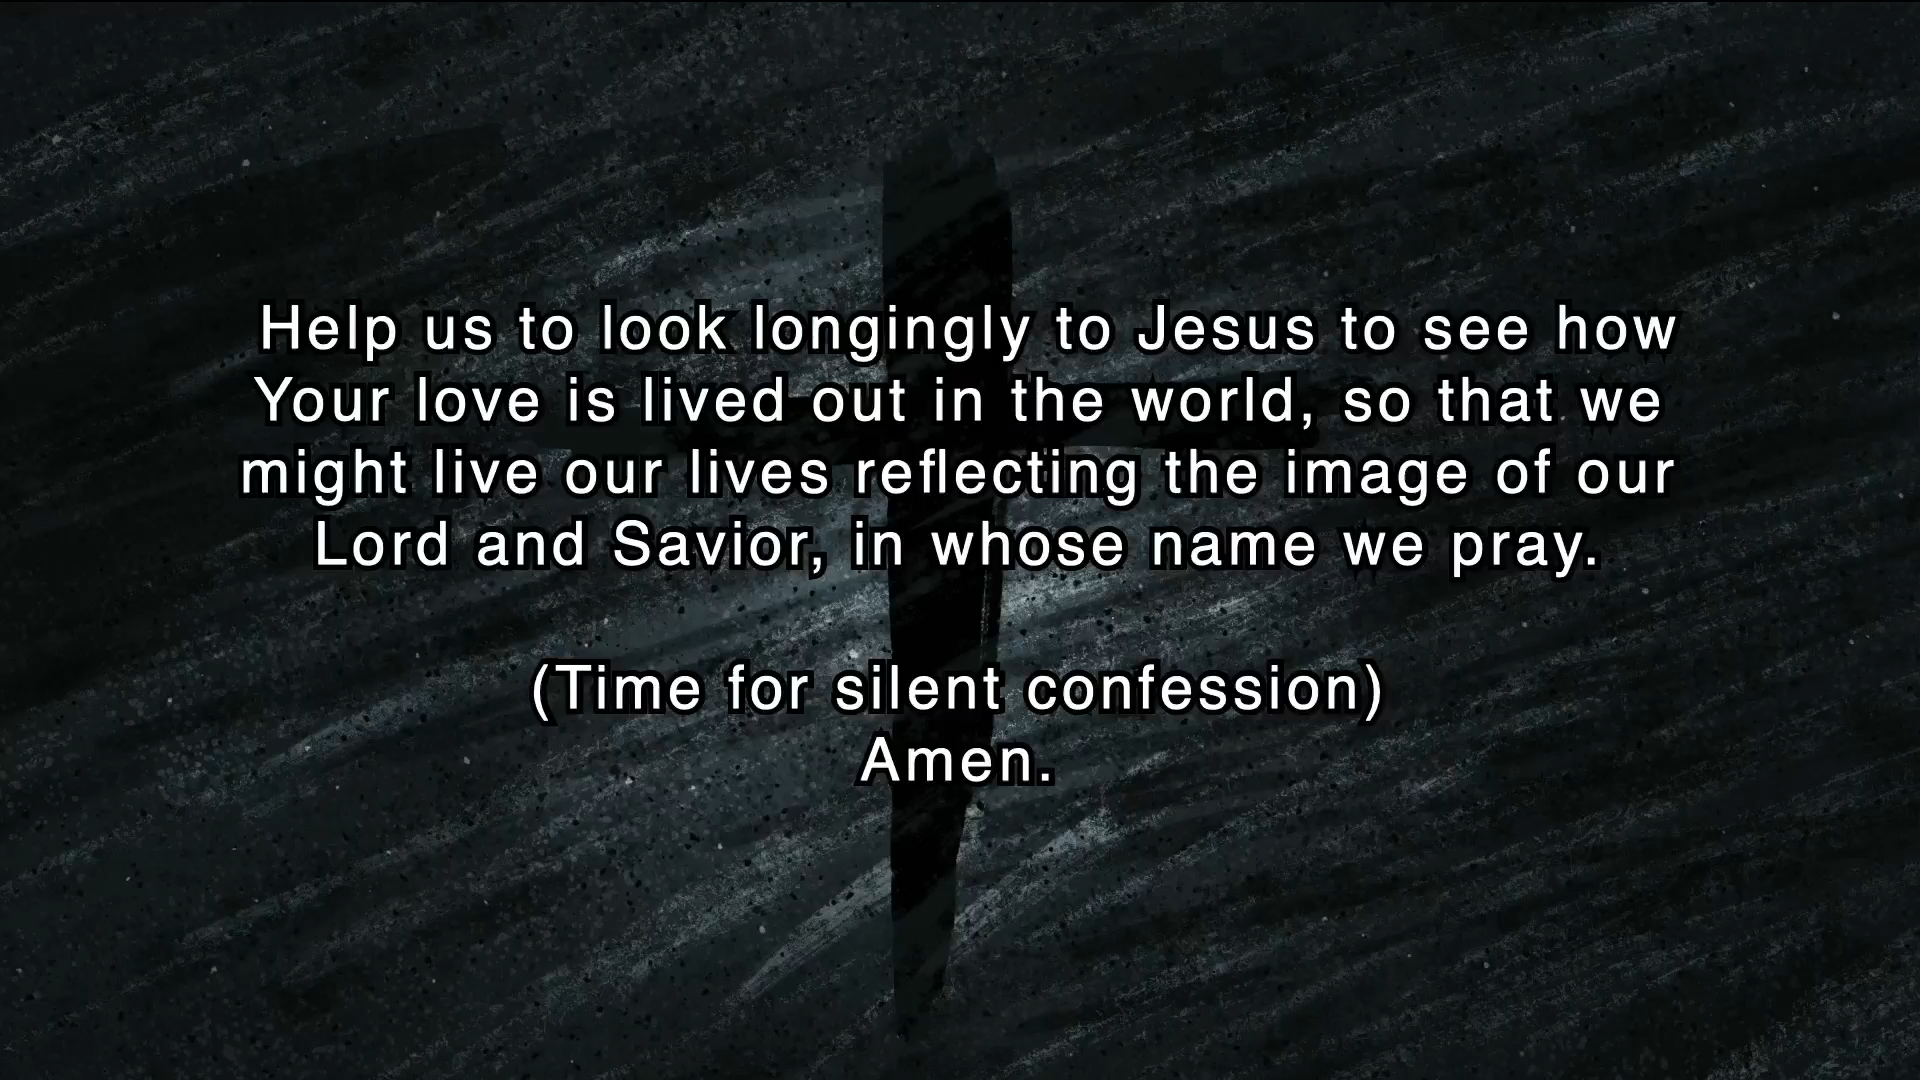 Help us to look longingly to Jesus to see how
Your love is lived out in the world, so that we
might live our lives reflecting the image of our
Lord and Savior, in whose name we pray.
(Time for silent confession)
Amen.